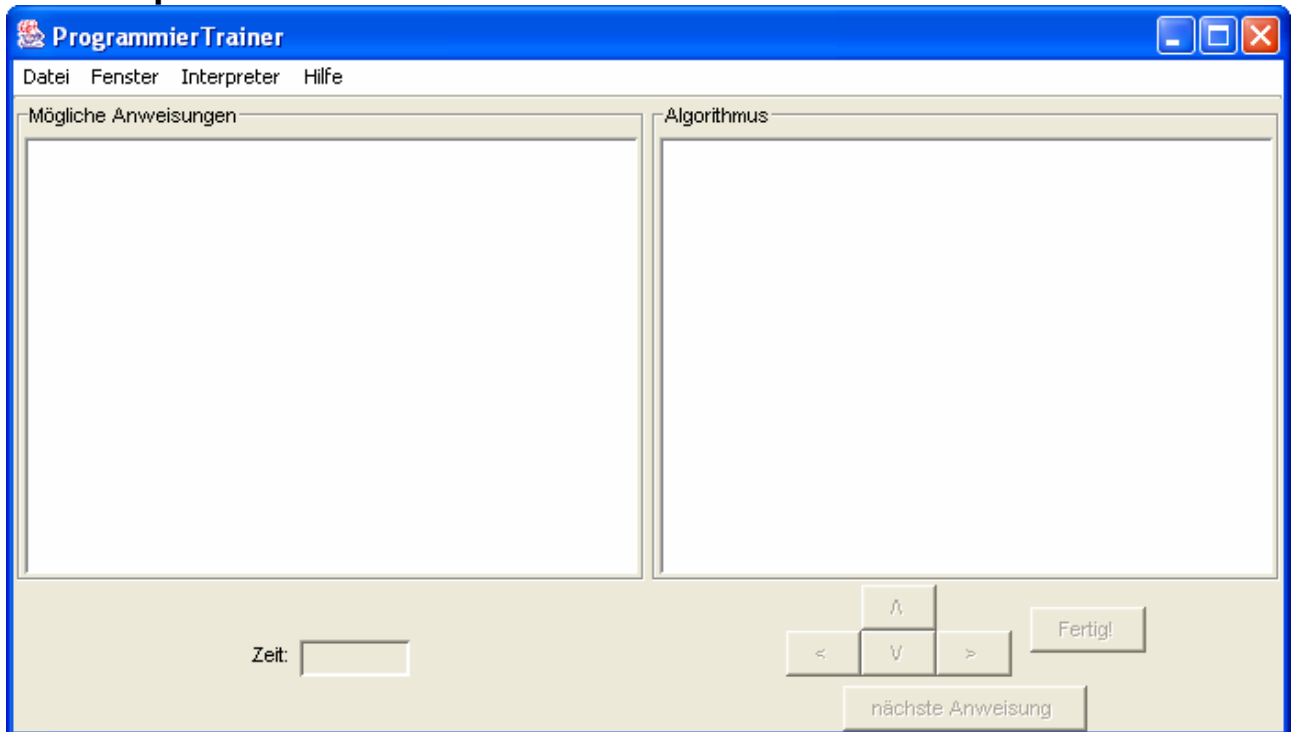 ProgrammierTrainer
Datei Fenster Interpreter Hilfe
Mögliche Anweisungen
Algorithmus
Zeit:
Λ
< V >
Fertig!
nächste Anweisung